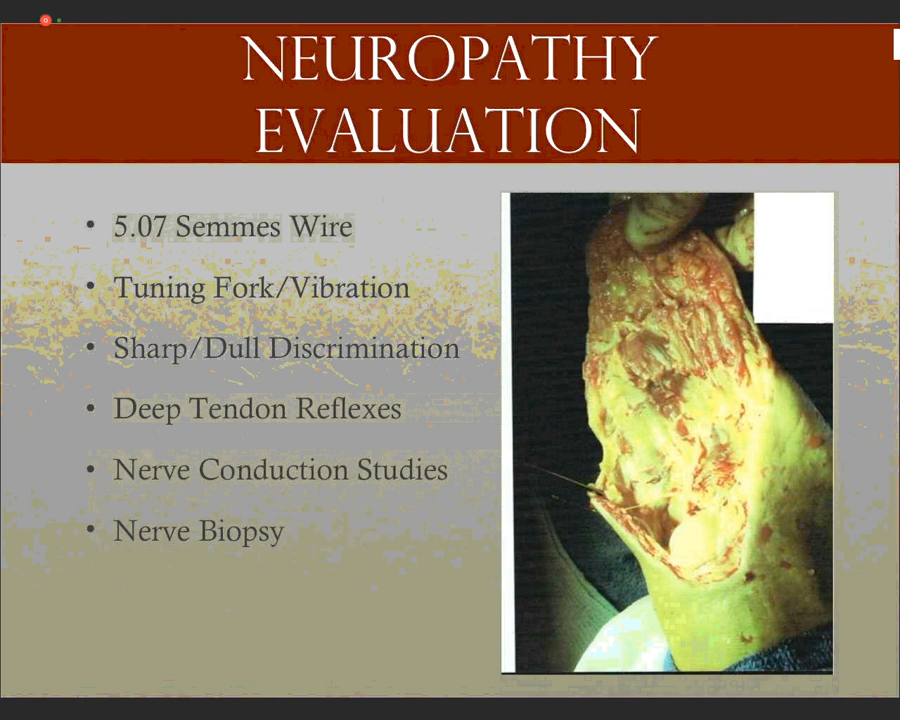 NEUROPATHY
EVALUATION
• 5.07 Semmes Wire
• Tuning Fork/Vibration
• Sharp/Dull Discrimination
• Deep Tendon Reflexes
• Nerve Conduction Studies
• Nerve Biopsy